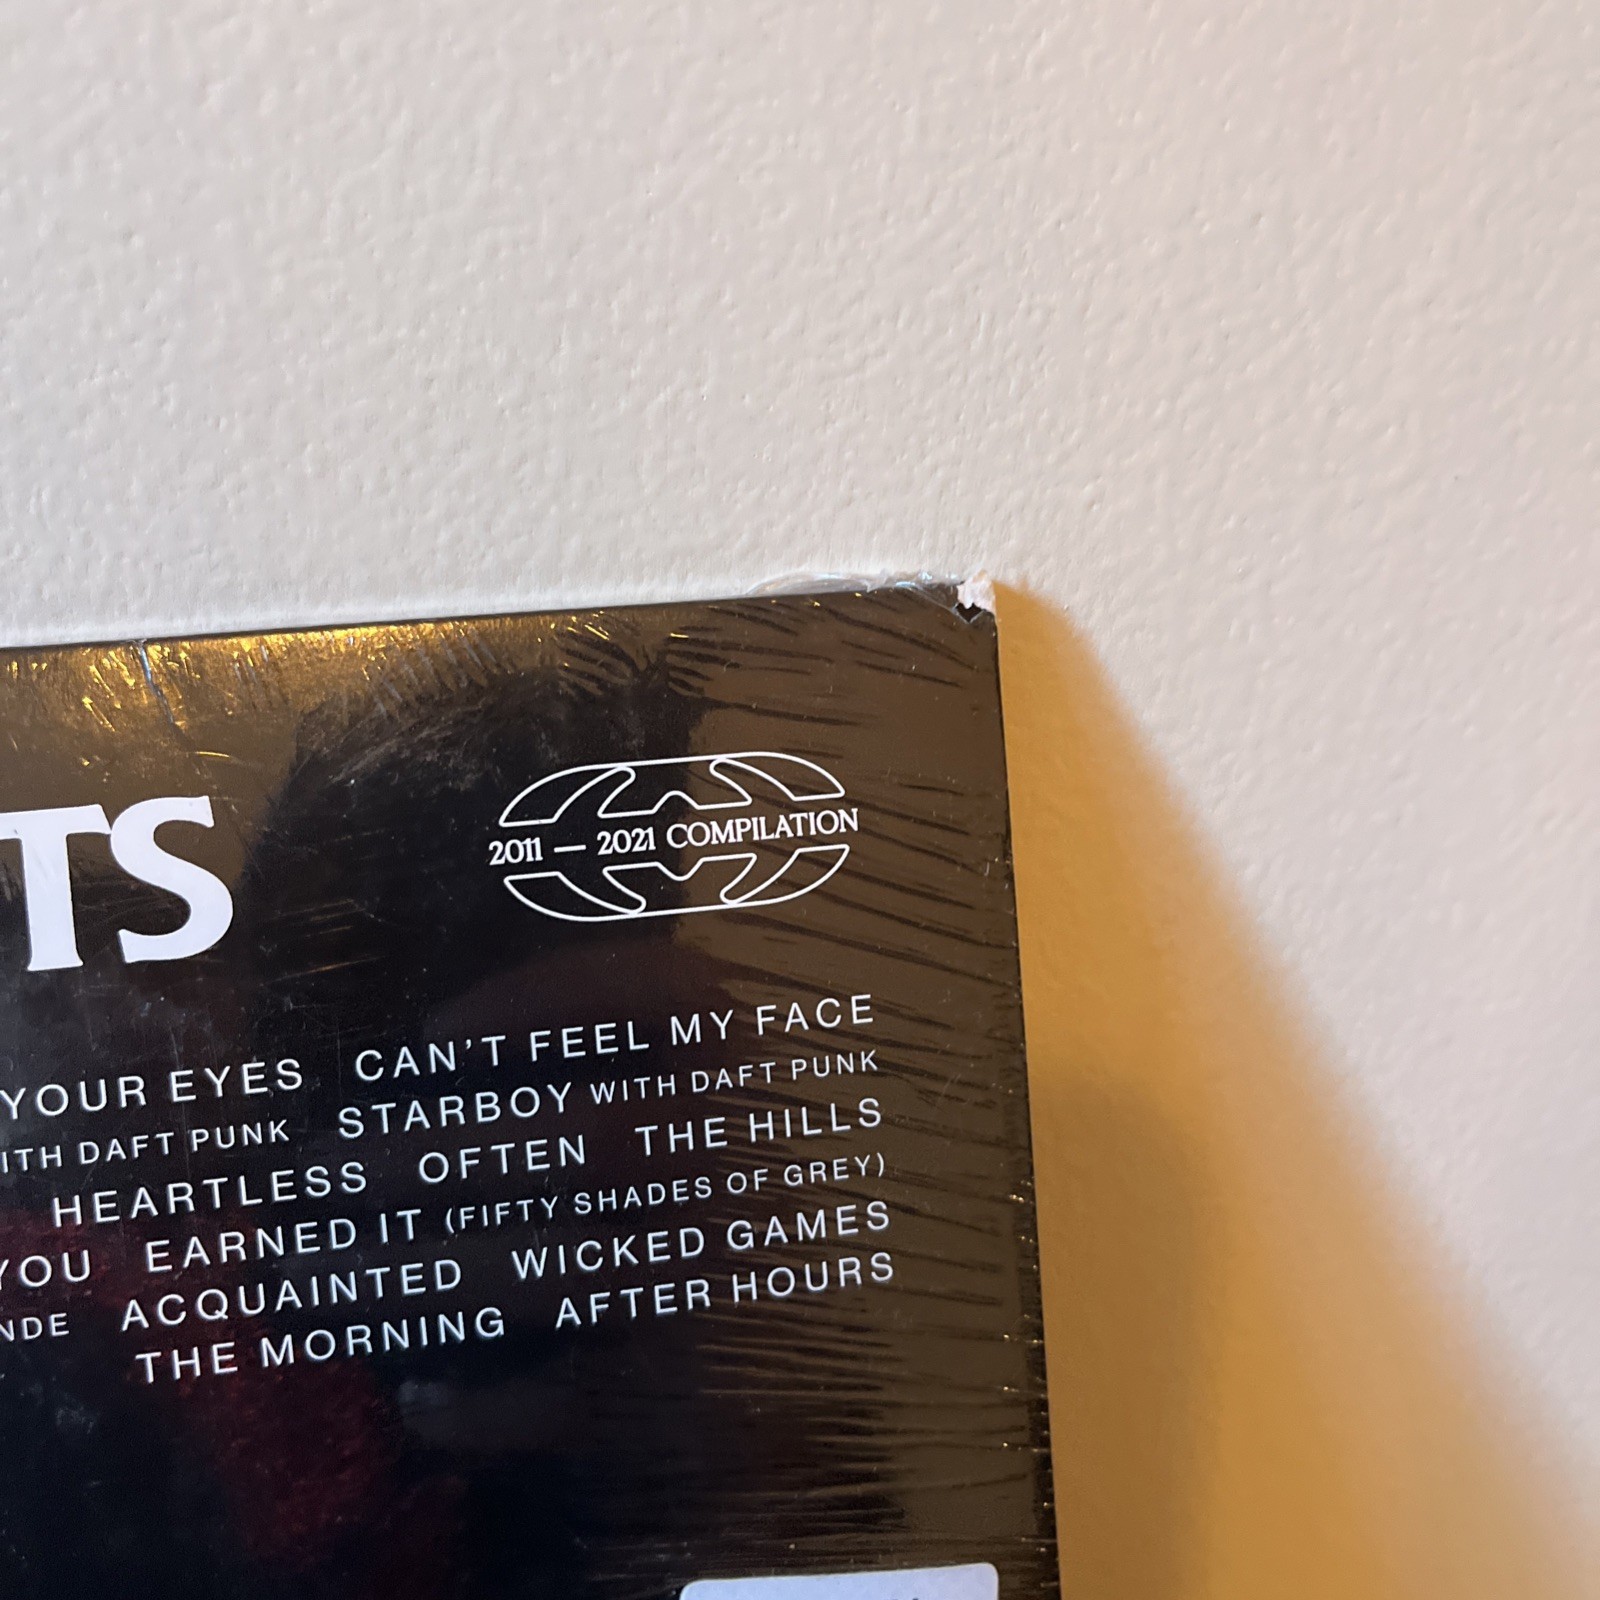 TS
2011 — 2021 COMPILATION
YOUR EYES CAN'T FEEL MY FACE
WITH DAFT PUNK STARBOY WITH DAFT PUNK
HEARTLESS OFTEN THE HILLS
YOU EARNED IT (FIFTY SHADES OF GREY)
NDE ACQUAINTED WICKED GAMES
THE MORNING AFTER HOURS